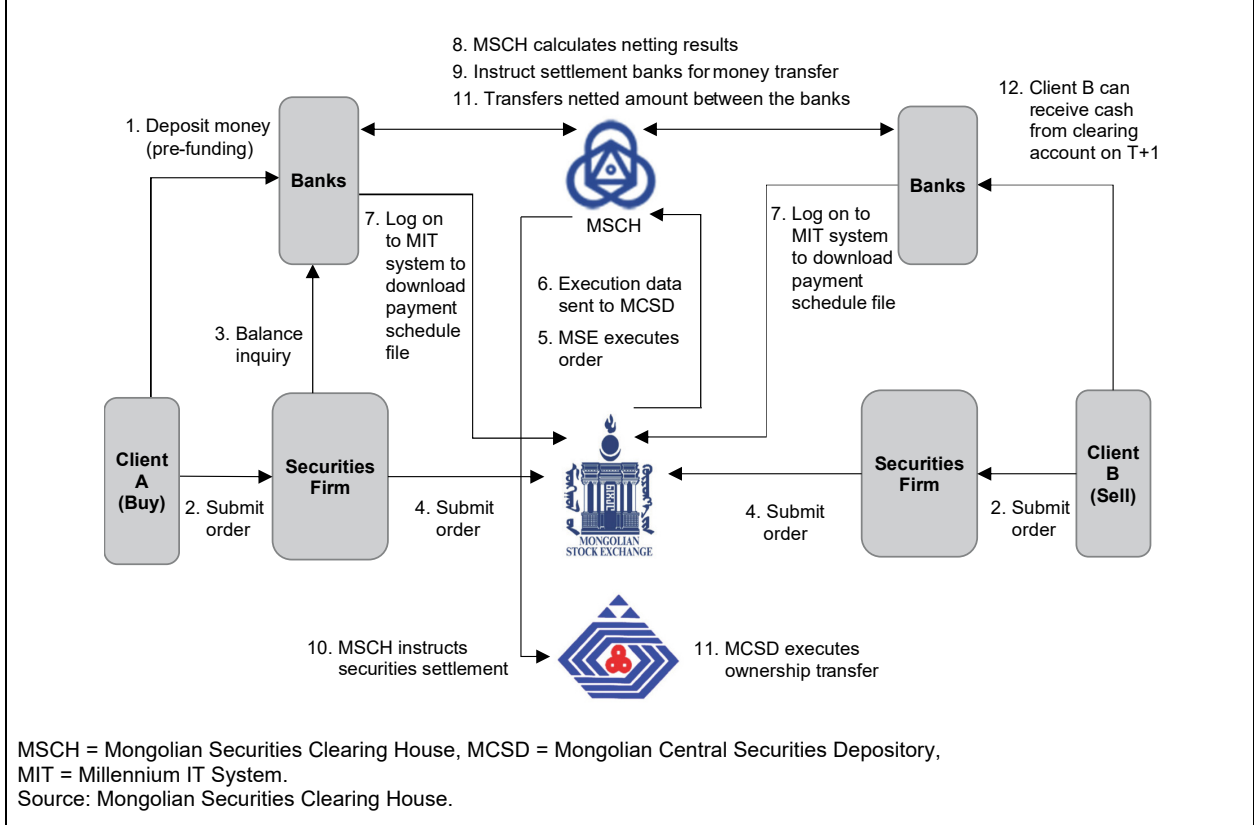 8. MSCH calculates netting results
9. Instruct settlement banks for money transfer
11. Transfers netted amount between the banks
12. Client B can
receive cash
from clearing
account on T+1
1. Deposit money
(pre-funding)
Banks
Banks
MSCH
7. Log on
to MIT
system to
download
payment
schedule
file
7. Log on to
MIT system
to download
payment
schedule file
6. Execution data
sent to MCSD
5. MSE executes
order
3. Balance
inquiry
Client
A
(Buy)
2. Submit
order
Securities
Firm
4. Submit
order
MONGOLIAN
STOCK EXCHANGE
4. Submit
order
Securities
Firm
2. Submit
order
Client
B
(Sell)
10. MSCH instructs
securities settlement
11. MCSD executes
ownership transfer
MSCH = Mongolian Securities Clearing House, MCSD = Mongolian Central Securities Depository,
MIT = Millennium IT System.
Source: Mongolian Securities Clearing House.